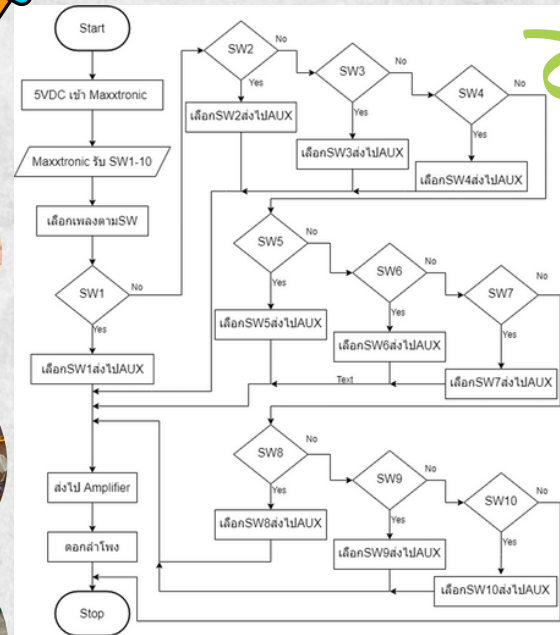 Start
5VDC เข้า Maxxtronic
Maxxtronic รับ SW1-10
เลือกเพลงตามSW
SW1
No
Yes
เลือกSW1ส่งไปAUX
SW2
No
Yes
เลือกSW2ส่งไปAUX
SW3
No
Yes
เลือกSW3ส่งไปAUX
SW4
No
Yes
เลือกSW4ส่งไปAUX
SW5
No
Yes
เลือกSW5ส่งไปAUX
SW6
No
Yes
เลือกSW6ส่งไปAUX
SW7
No
Yes
เลือกSW7ส่งไปAUX
Text
SW8
No
Yes
เลือกSW8ส่งไปAUX
SW9
No
Yes
เลือกSW9ส่งไปAUX
SW10
No
Yes
เลือกSW10ส่งไปAUX
ส่งไป Amplifier
ดอกลำโพง
Stop